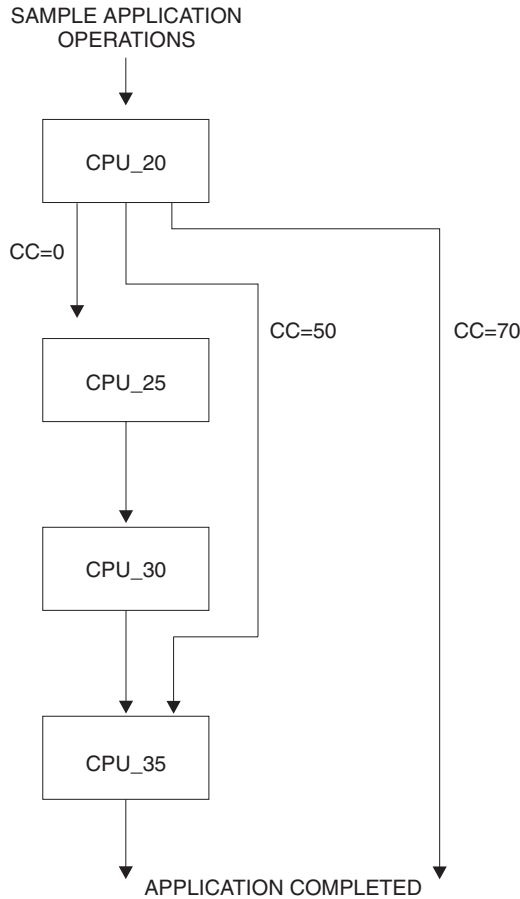 SAMPLE APPLICATION
OPERATIONS
CPU_20
CC=0
CC=50
CC=70
CPU_25
CPU_30
CPU_35
APPLICATION COMPLETED